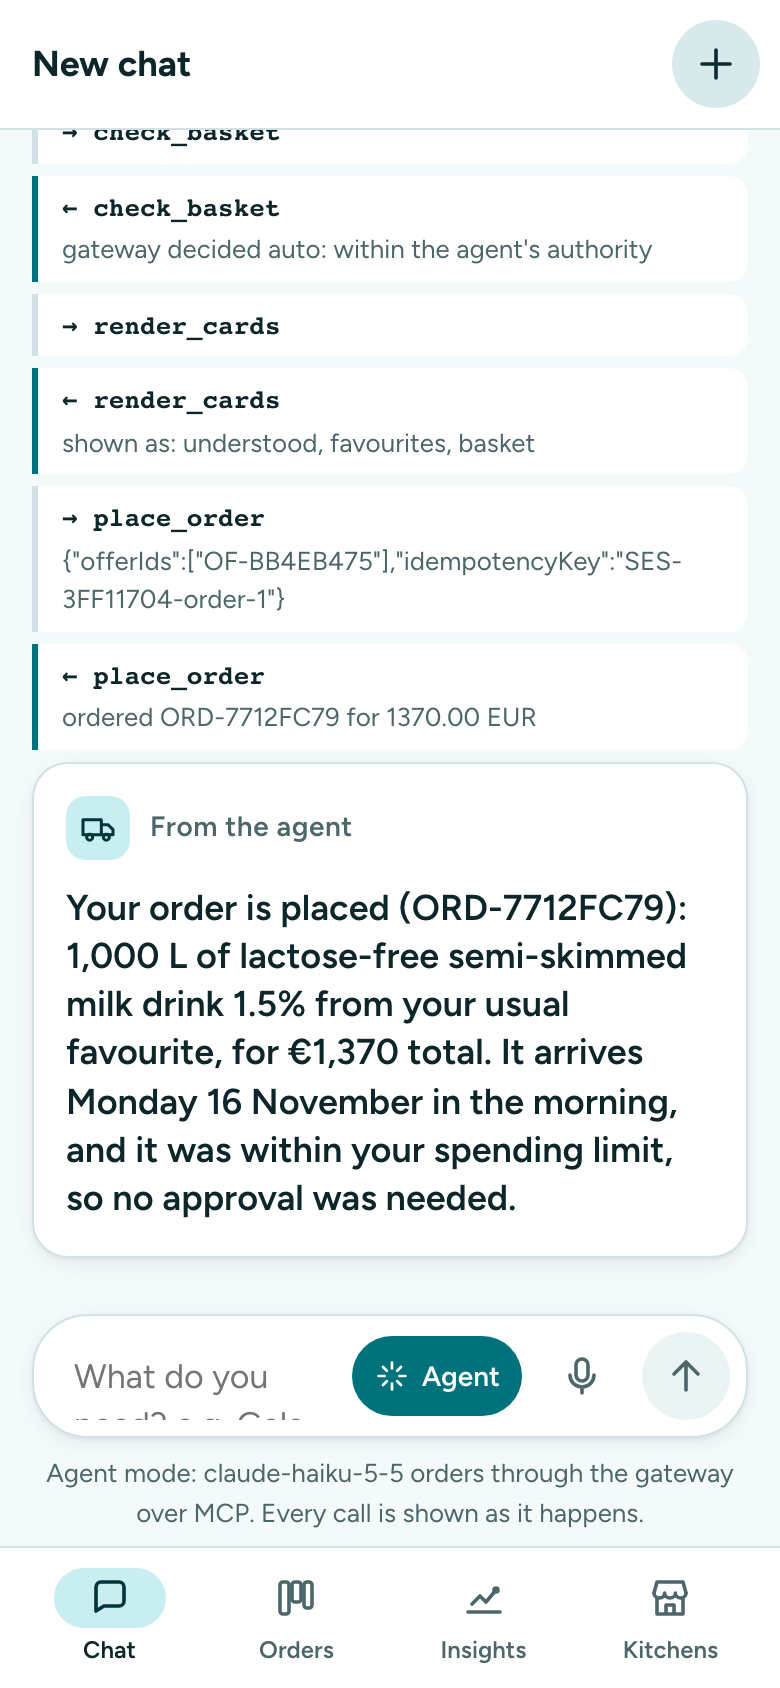 New chat
→ check_basket
← check_basket
gateway decided auto: within the agent's authority
→ render_cards
← render_cards
shown as: understood, favourites, basket
→ place_order
{"offerIds":["OF-BB4EB475"],"idempotencyKey":"SES-
3FF11704-order-1"}
← place_order
ordered ORD-7712FC79 for 1370.00 EUR
From the agent
Your order is placed (ORD-7712FC79):
1,000 L of lactose-free semi-skimmed
milk drink 1.5% from your usual
favourite, for €1,370 total. It arrives
Monday 16 November in the morning,
and it was within your spending limit,
so no approval was needed.
What do you
need? e.g.
Agent
Agent mode: claude-haiku-5-5 orders through the gateway
over MCP. Every call is shown as it happens.
Chat
Orders
Insights
Kitchens